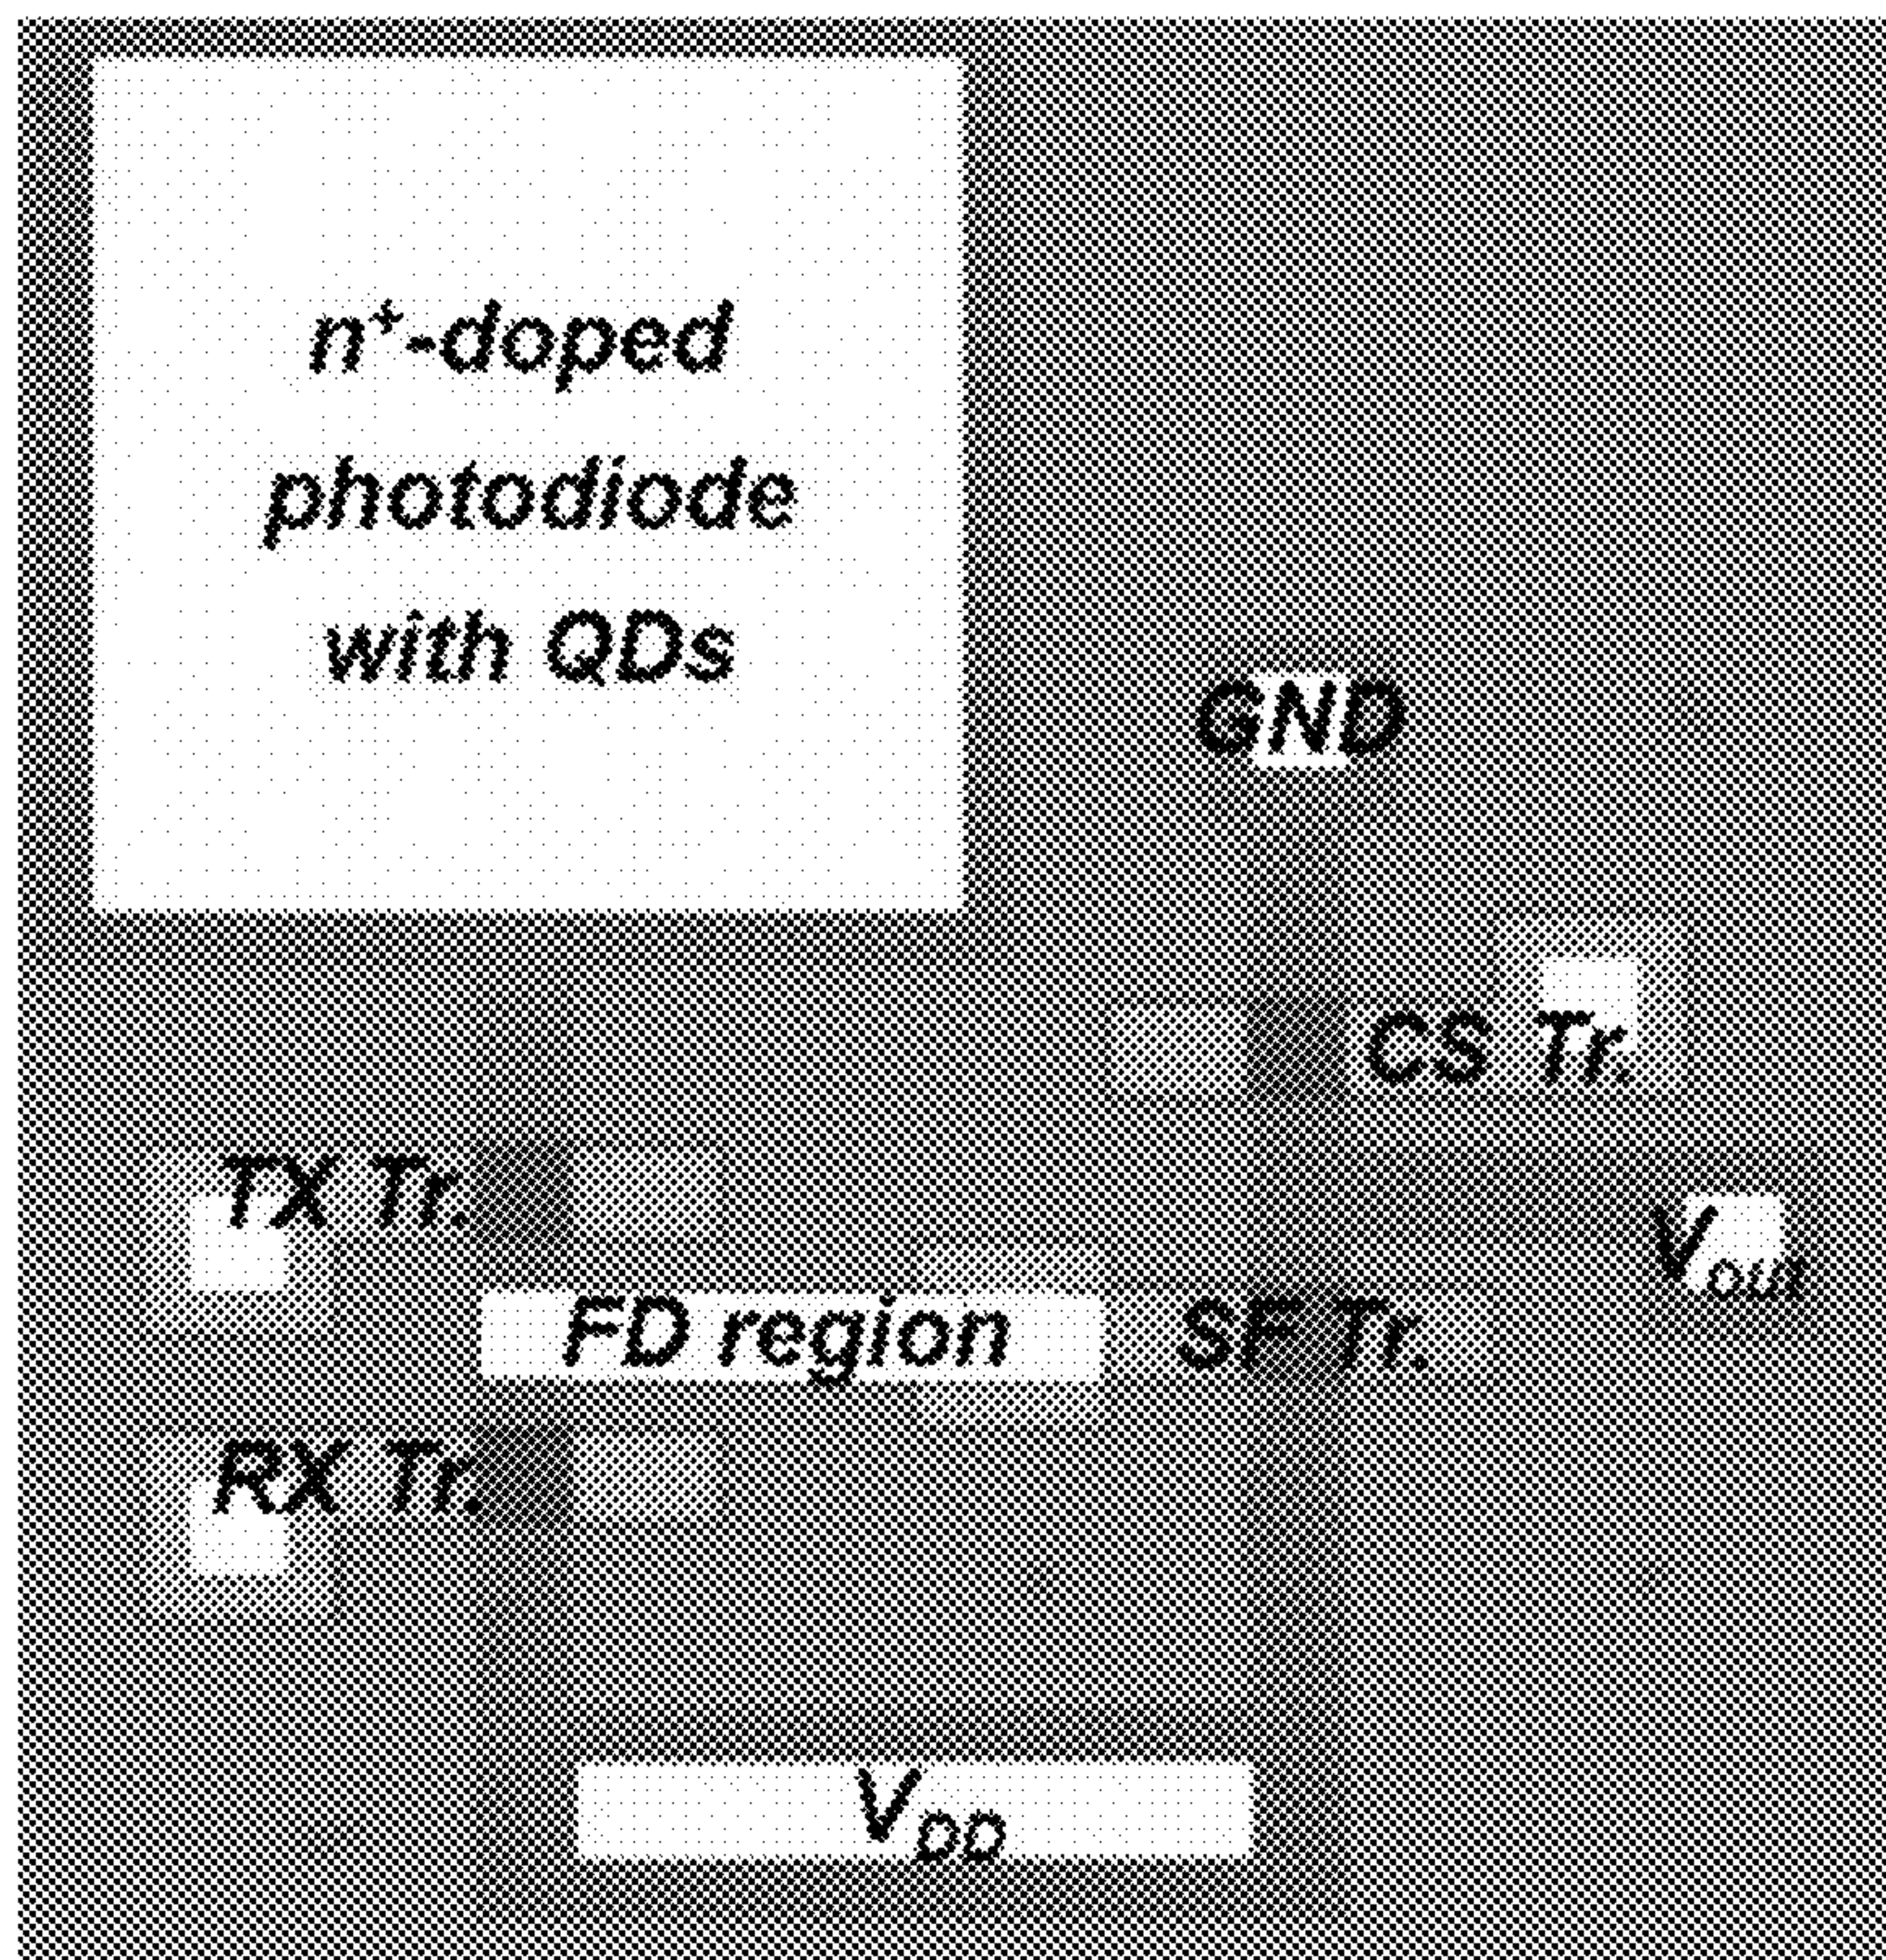 n⁺-doped
photodiode
with QDs
GND
CS Tr.
TX Tr.
Vout
FD region
SF Tr.
RX Tr.
VDD